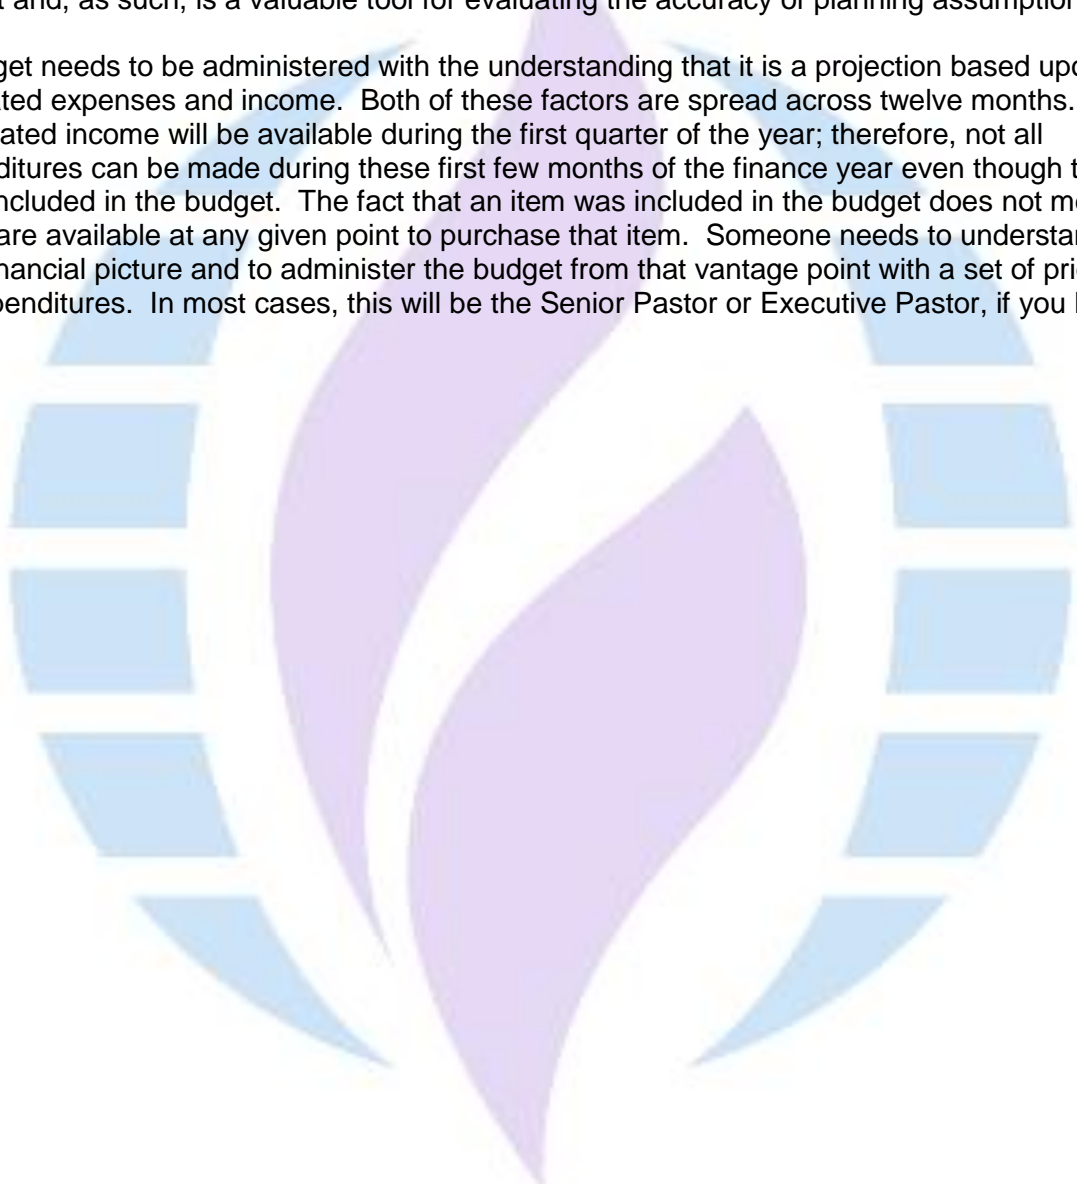 t and, as such, is a valuable tool for evaluating the accuracy of planning assumption
get needs to be administered with the understanding that it is a projection based upo
ated expenses and income. Both of these factors are spread across twelve months.
ated income will be available during the first quarter of the year; therefore, not all
ditures can be made during these first few months of the finance year even though t
ncluded in the budget. The fact that an item was included in the budget does not me
are available at any given point to purchase that item. Someone needs to understan
nancial picture and to administer the budget from that vantage point with a set of pri
penditures. In most cases, this will be the Senior Pastor or Executive Pastor, if you